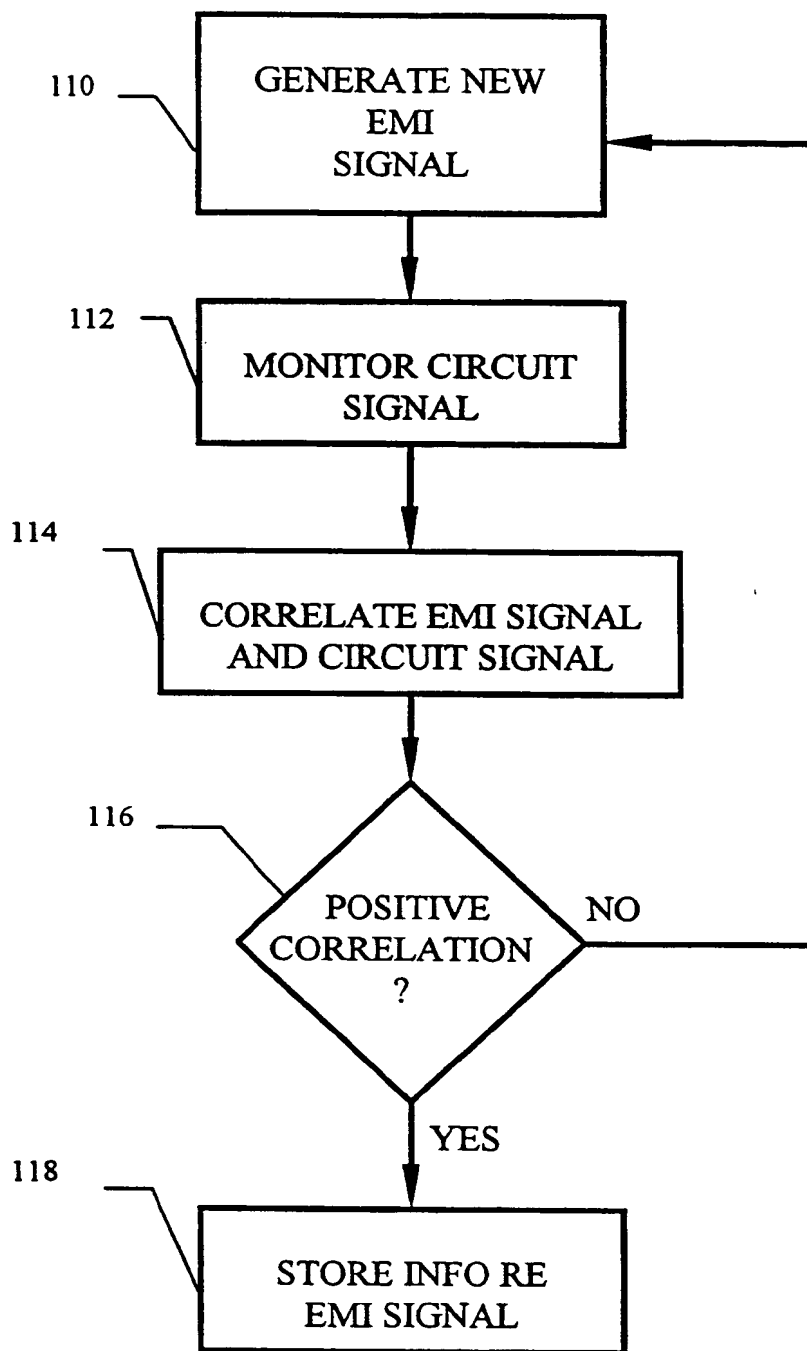 110
GENERATE NEW
EMI
SIGNAL
112
MONITOR CIRCUIT
SIGNAL
114
CORRELATE EMI SIGNAL
AND CIRCUIT SIGNAL
116
POSITIVE
CORRELATION
?
NO
YES
118
STORE INFO RE
EMI SIGNAL